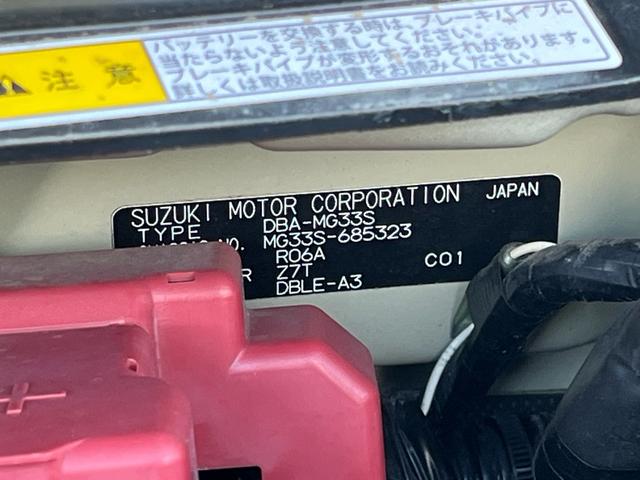 バッテリーを交換する際は、ブレーキパイプに
当たらないよう注意してください。
ブレーキパイプが変形するおそれがあります。
詳しくは取扱説明書をお読みください。
注意
SUZUKI MOTOR CORPORATION JAPAN
TYPE DBA-MG33S
NO. MG33S-685323
R06A
R Z7T C01
DBLE-A3
+